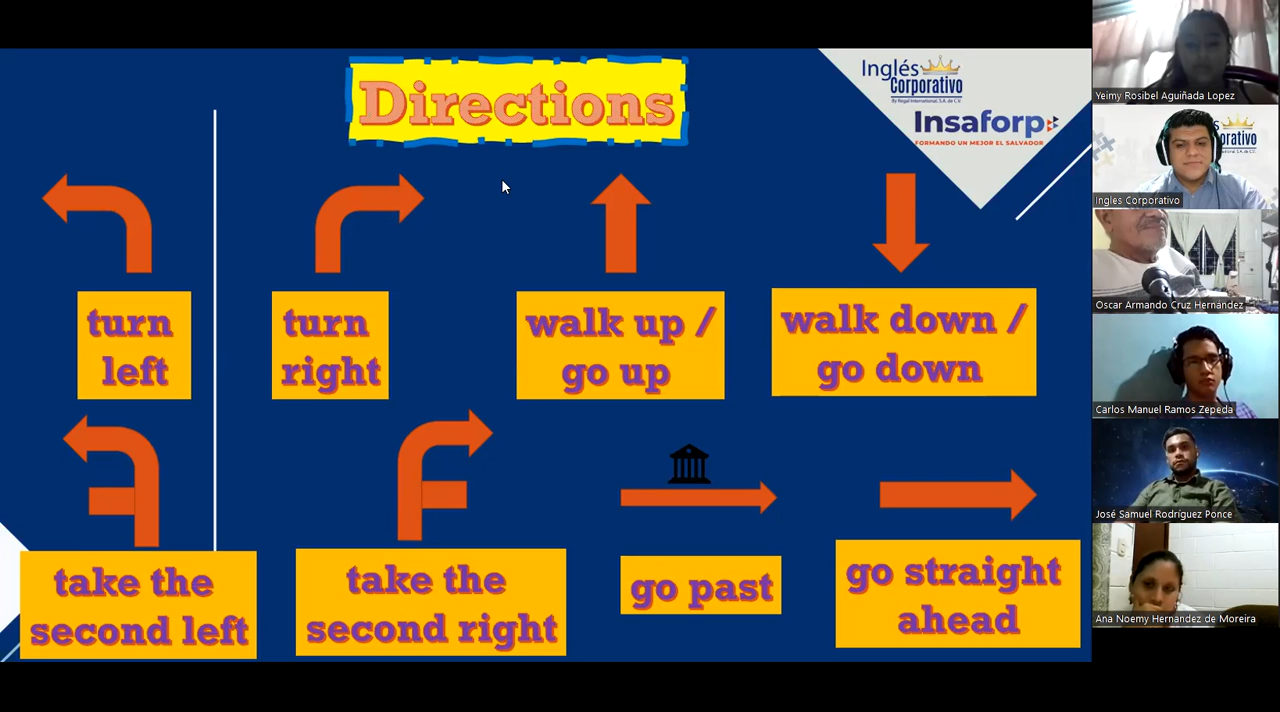 Directions
Inglés
Corporativo
By Regal International, S.A. de C.V.
Insaforp
FORMANDO UN MEJOR EL SALVADOR
turn
left
turn
right
walk up /
go up
walk down /
go down
take the
second left
take the
second right
go past
go straight
ahead
Yeimy Rosibel Aguiñada Lopez
Ingles Corporativo
Oscar Armando Cruz Hernández
Carlos Manuel Ramos Zepeda
José Samuel Rodríguez Ponce
Ana Noemy Hernandez de Moreira